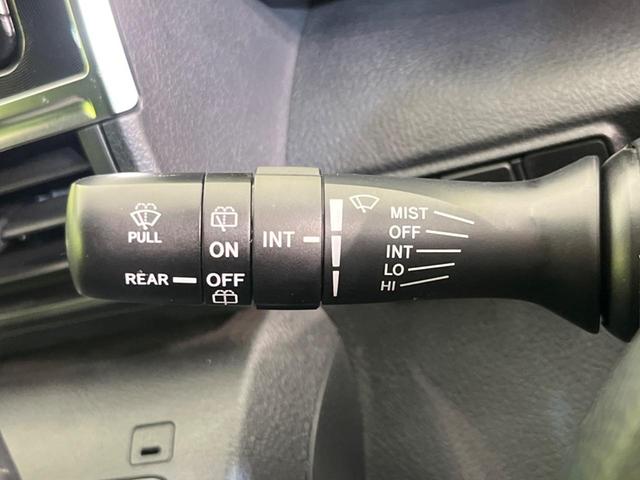 PULL
REAR
ON
OFF
INT
MIST
OFF
INT
LO
HI